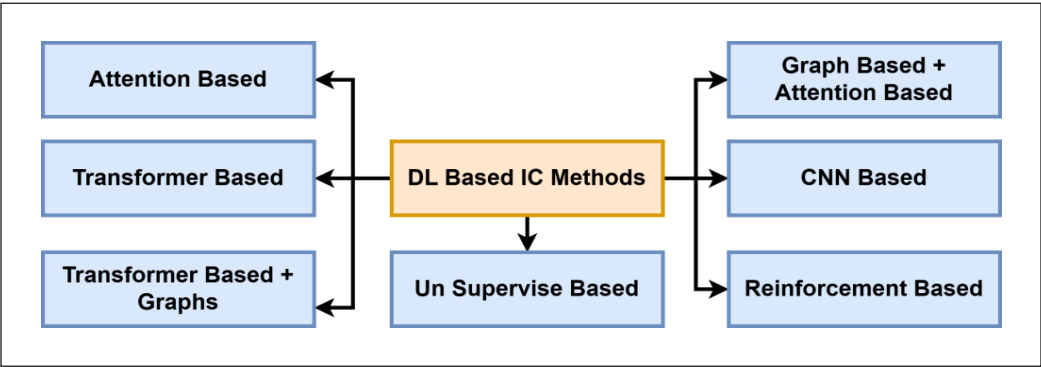 Attention Based
Graph Based +
Attention Based
Transformer Based
DL Based IC Methods
CNN Based
Transformer Based +
Graphs
Un Supervise Based
Reinforcement Based